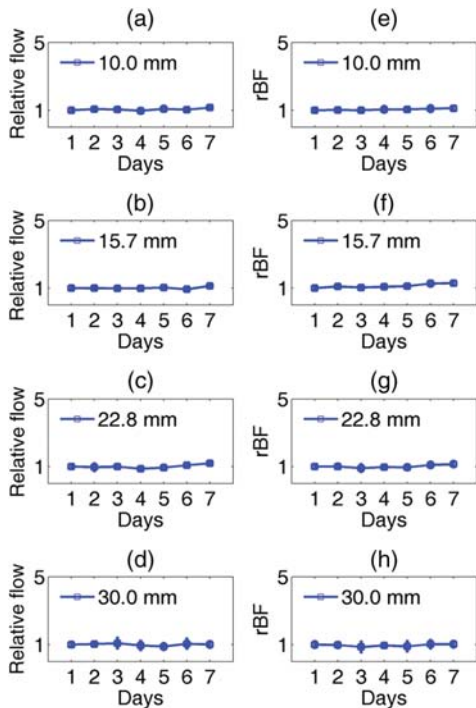 (a)
Relative flow
5
10.0 mm
1
1 2 3 4 5 6 7
Days
(e)
rBF
5
10.0 mm
1
1 2 3 4 5 6 7
Days
(b)
Relative flow
5
15.7 mm
1
1 2 3 4 5 6 7
Days
(f)
rBF
5
15.7 mm
1
1 2 3 4 5 6 7
Days
(c)
Relative flow
5
22.8 mm
1
1 2 3 4 5 6 7
Days
(g)
rBF
5
22.8 mm
1
1 2 3 4 5 6 7
Days
(d)
Relative flow
5
30.0 mm
1
1 2 3 4 5 6 7
Days
(h)
rBF
5
30.0 mm
1
1 2 3 4 5 6 7
Days